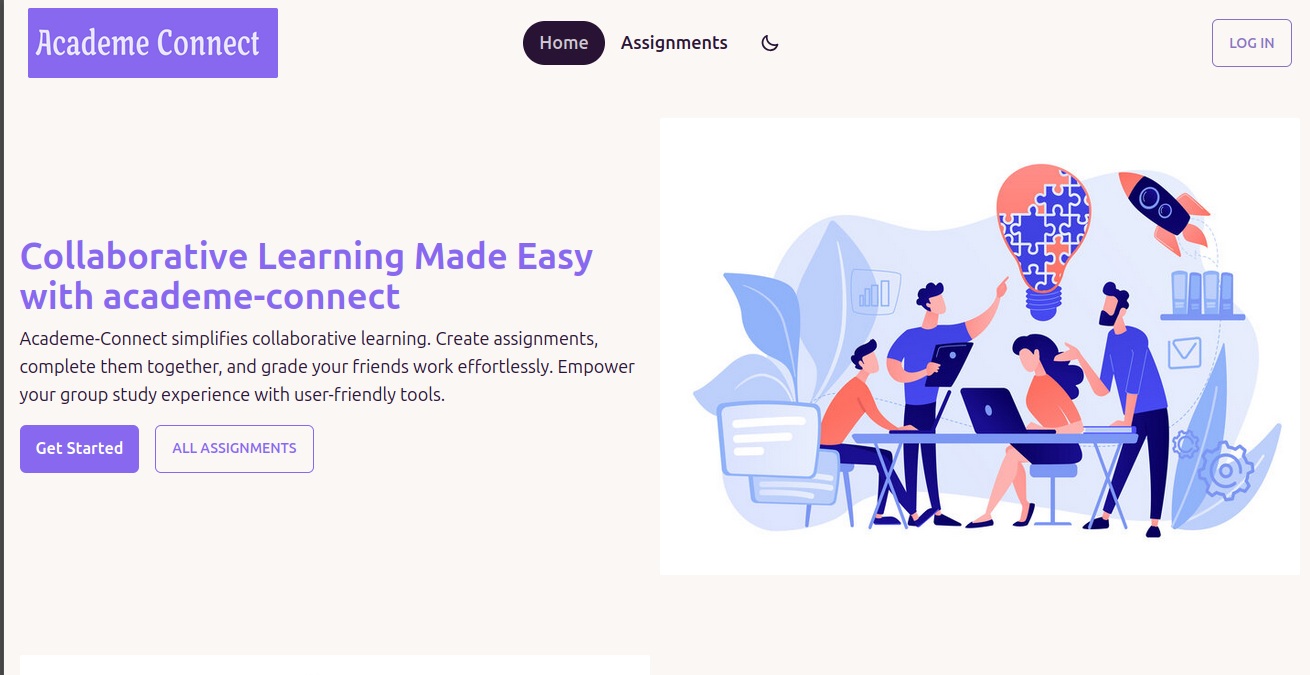 Academe Connect
Home
Assignments
LOG IN
Collaborative Learning Made Easy
with academe-connect
Academe-Connect simplifies collaborative learning. Create assignments,
complete them together, and grade your friends work effortlessly. Empower
your group study experience with user-friendly tools.
Get Started
ALL ASSIGNMENTS